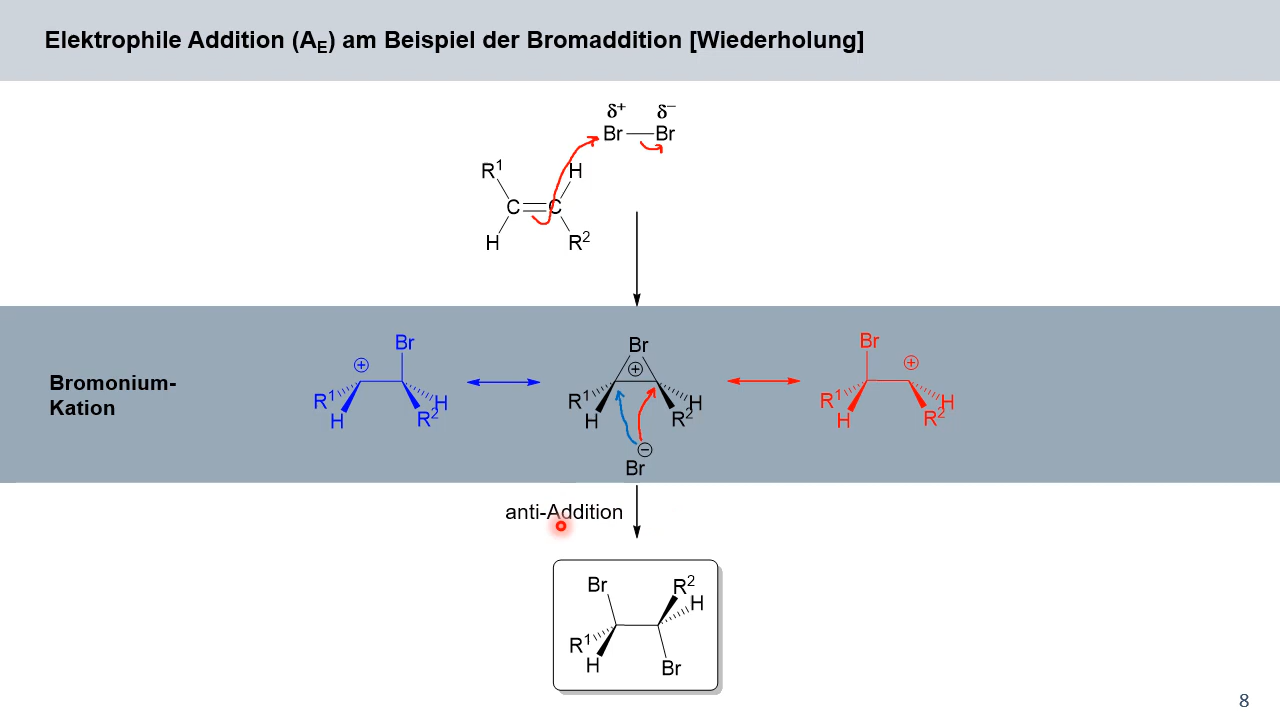 Elektrophile Addition (A_E) am Beispiel der Bromaddition [Wiederholung]
δ⁺ δ⁻
Br Br
R¹ H
C C
H R²
Br
⊕
R¹ H
H R²
Bromonium-
Kation
Br
⊕
R¹ H
H R²
⊖
Br
Br
⊕
R¹ H
H R²
anti-Addition
Br R²
H
R¹
H Br
8